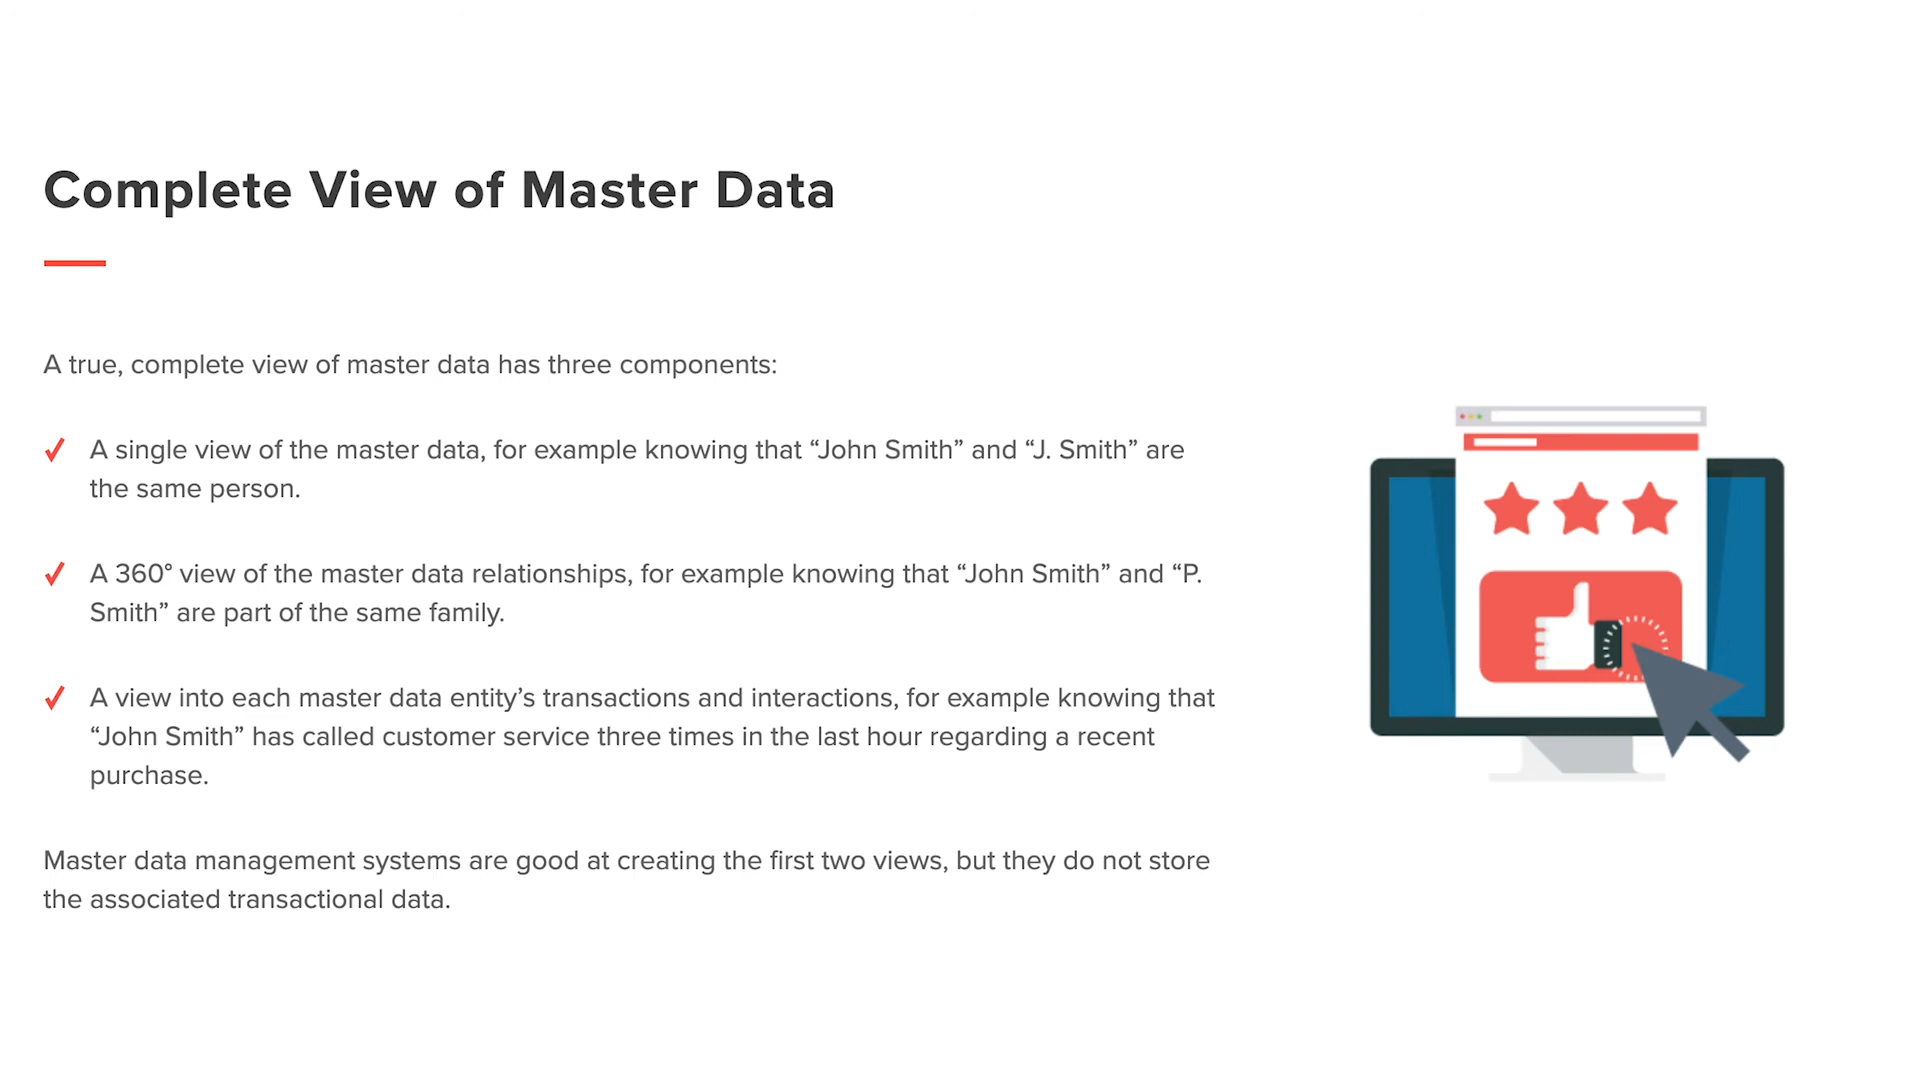 Complete View of Master Data
A true, complete view of master data has three components:
A single view of the master data, for example knowing that “John Smith” and “J. Smith” are
the same person.
A 360° view of the master data relationships, for example knowing that “John Smith” and “P.
Smith” are part of the same family.
A view into each master data entity’s transactions and interactions, for example knowing that
“John Smith” has called customer service three times in the last hour regarding a recent
purchase.
Master data management systems are good at creating the first two views, but they do not store
the associated transactional data.